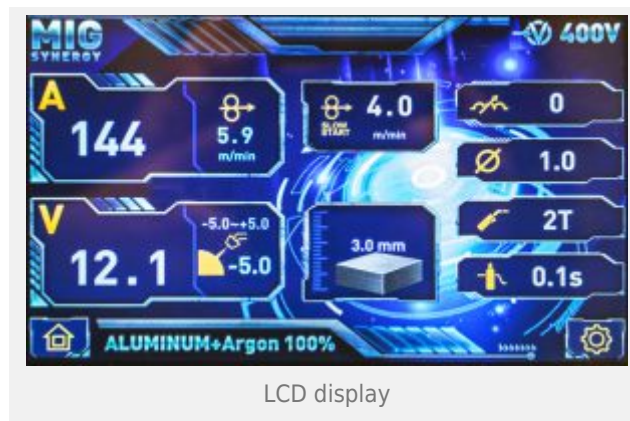 MIG
SYNERGY
400V
A
144
5.9
m/min
SLOW
START
4.0
m/min
0
1.0
V
12.1
-5.0~+5.0
-5.0
3.0 mm
2T
0.1s
ALUMINUM+Argon 100%
LCD display